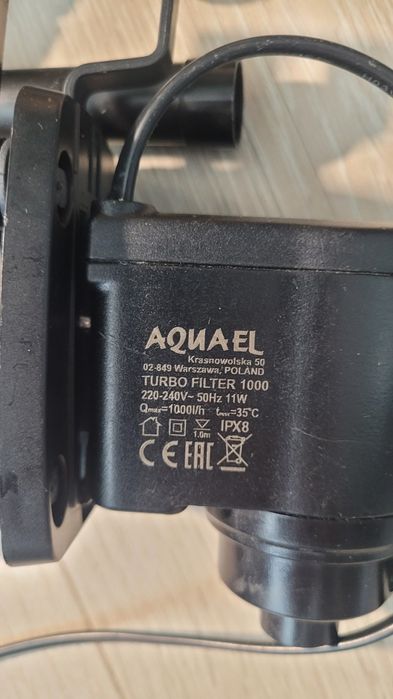 AQUAEL
Krasnowolska 50
02-849 Warszawa, POLAND
TURBO FILTER 1000
220-240V~ 50Hz 11W
Qmax=1000l/h tmax=35°C
IPX8
1.0m
CE EAC